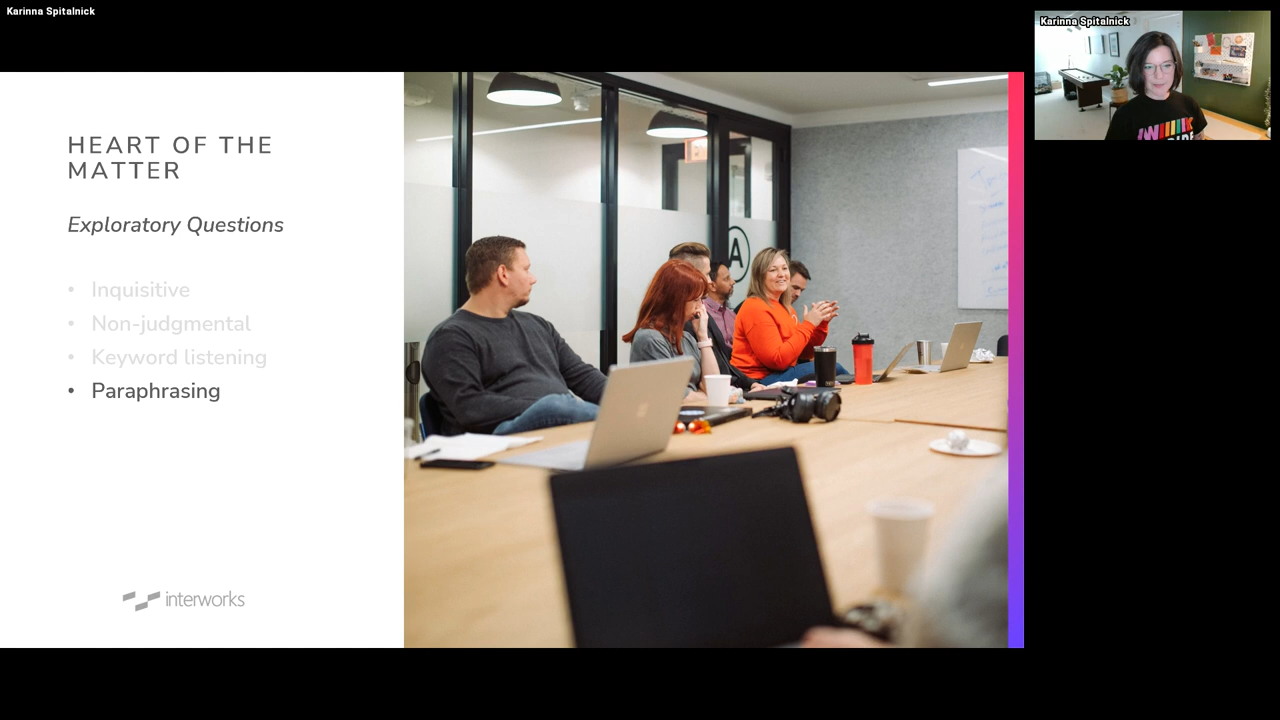 Karinna Spitalnick
Karinna Spitalnick
HEART OF THE
MATTER
Exploratory Questions
• Inquisitive
• Non-judgmental
• Keyword listening
• Paraphrasing
interworks
A